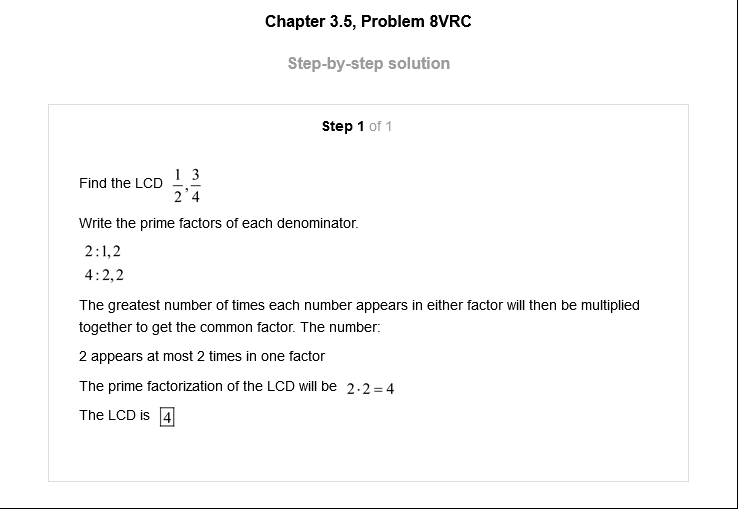 Chapter 3.5, Problem 8VRC
Step-by-step solution
Step 1 of 1
Find the LCD 1/2, 3/4
Write the prime factors of each denominator.
2:1,2
4:2,2
The greatest number of times each number appears in either factor will then be multiplied
together to get the common factor. The number:
2 appears at most 2 times in one factor
The prime factorization of the LCD will be 2·2=4
The LCD is 4